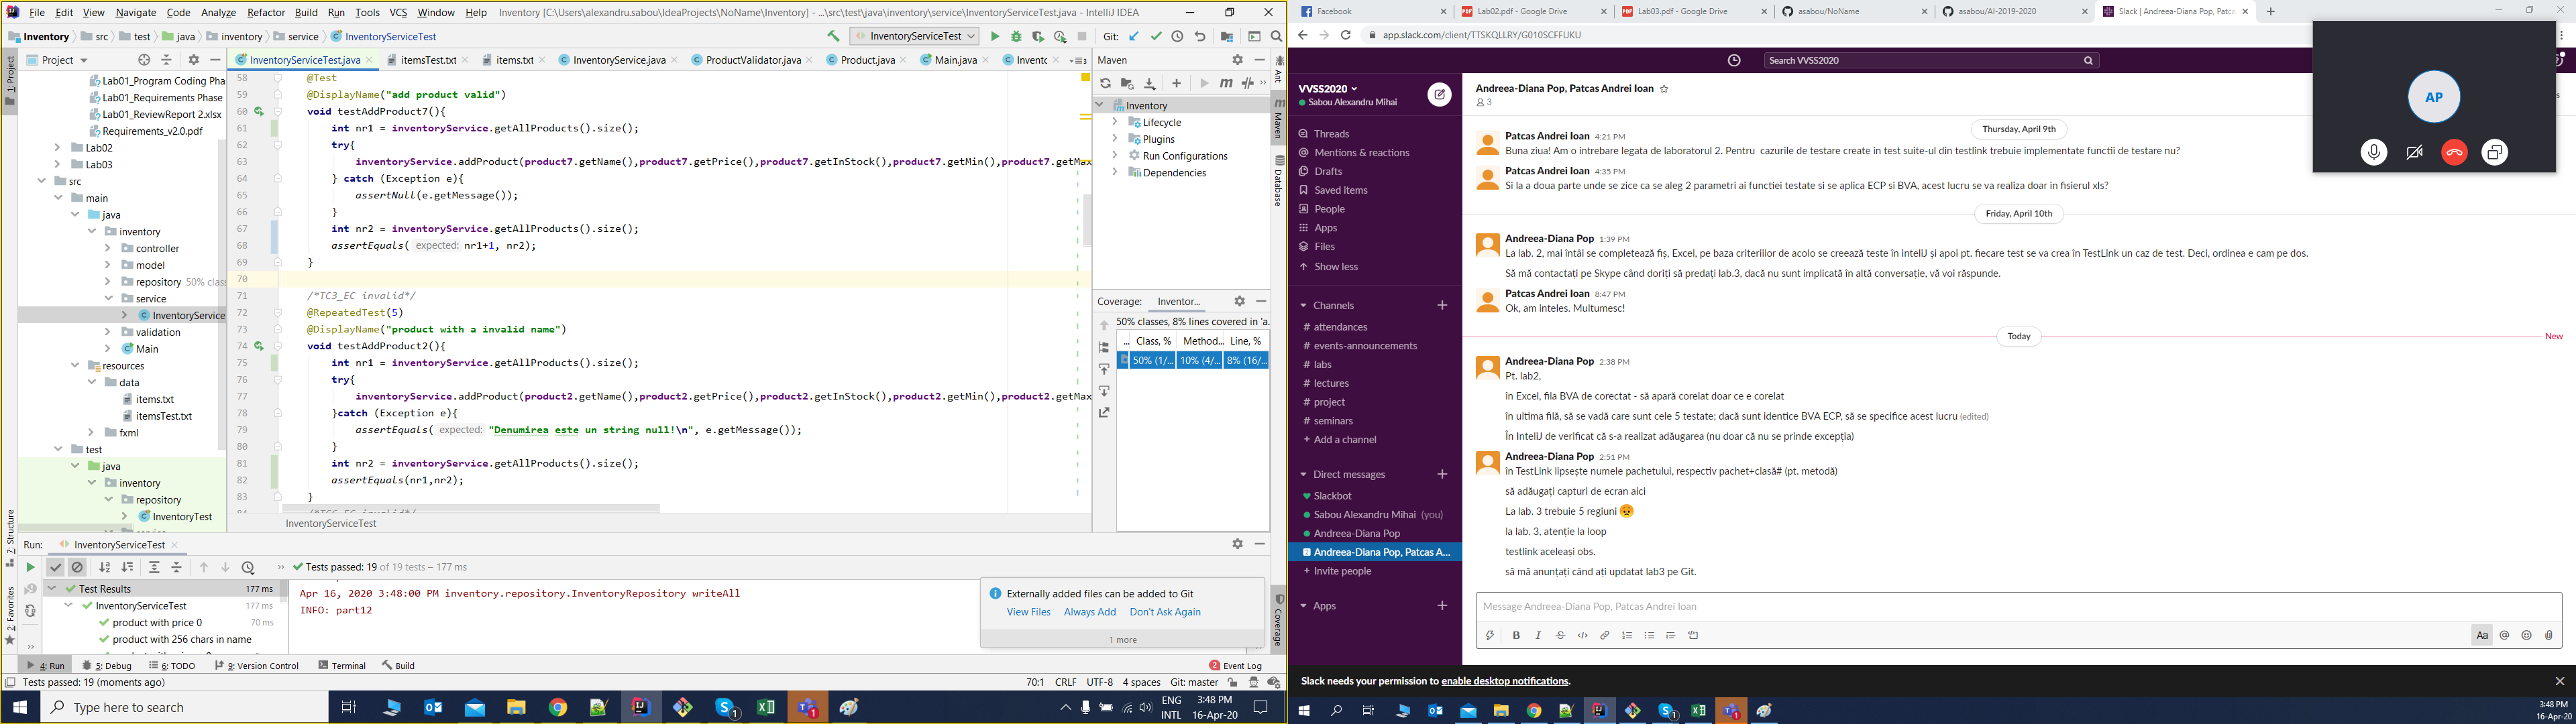 File Edit View Navigate Code Analyze Refactor Build Run Tools VCS Window Help Inventory [C:\Users\alexandru.sabou\IdeaProjects\NoName\Inventory] - ...\src\test\java\inventory\service\InventoryServiceTest.java - IntelliJ IDEA
Inventory src test java inventory service InventoryServiceTest
InventoryServiceTest Git:
Project
InventoryServiceTest.java itemsTest.txt items.txt InventoryService.java ProductValidator.java Product.java Main.java Inventc
1: Project
Lab01_Program Coding Pha
Lab01_Requirements Phase
Lab01_ReviewReport 2.xlsx
Requirements_v2.0.pdf
Lab02
Lab03
src
main
java
inventory
controller
model
repository 50% clas
service
InventoryService
validation
Main
resources
data
items.txt
itemsTest.txt
fxml
test
java
inventory
repository
InventoryTest
7: Structure
2: Favorites
58 @Test
59 @DisplayName("add product valid")
60 void testAddProduct7(){
61 int nr1 = inventoryService.getAllProducts().size();
62 try{
63 inventoryService.addProduct(product7.getName(),product7.getPrice(),product7.getInStock(),product7.getMin(),product7.getMax
64 } catch (Exception e){
65 assertNull(e.getMessage());
66 }
67 int nr2 = inventoryService.getAllProducts().size();
68 assertEquals( expected: nr1+1, nr2);
69 }
70
71 /*TC3_EC invalid*/
72 @RepeatedTest(5)
73 @DisplayName("product with a invalid name")
74 void testAddProduct2(){
75 int nr1 = inventoryService.getAllProducts().size();
76 try{
77 inventoryService.addProduct(product2.getName(),product2.getPrice(),product2.getInStock(),product2.getMin(),product2.getMax
78 }catch (Exception e){
79 assertEquals( expected: "Denumirea este un string null!\n", e.getMessage());
80 }
81 int nr2 = inventoryService.getAllProducts().size();
82 assertEquals(nr1,nr2);
83 }
InventoryServiceTest
Maven
Inventory
Lifecycle
Plugins
Run Configurations
Dependencies
Ant
Maven
Database
Coverage
Coverage: Inventor...
50% classes, 8% lines covered in 'a.
... Class, % Method... Line, %
50% (1/... 10% (4/... 8% (16/...
Run: InventoryServiceTest
Tests passed: 19 of 19 tests – 177 ms
Test Results 177 ms
InventoryServiceTest 177 ms
product with price 0 70 ms
product with 256 chars in name
Apr 16, 2020 3:48:00 PM inventory.repository.InventoryRepository writeAll
INFO: part12
Externally added files can be added to Git
View Files Always Add Don't Ask Again
1 more
4: Run 5: Debug 6: TODO 9: Version Control Terminal Build 2 Event Log
Tests passed: 19 (moments ago) 70:1 CRLF UTF-8 4 spaces Git: master
Type here to search
ENG
INTL
3:48 PM
16-Apr-20
Facebook Lab02.pdf - Google Drive Lab03.pdf - Google Drive asabou/NoName asabou/AI-2019-2020 Slack | Andreea-Diana Pop, Patc
app.slack.com/client/TTSKQLLRY/G010SCFFUKU
Search VVSS2020
AP
VVSS2020
Sabou Alexandru Mihai
Threads
Mentions & reactions
Drafts
Saved items
People
Apps
Files
Show less
Channels
# attendances
# events-announcements
# labs
# lectures
# project
# seminars
+ Add a channel
Direct messages
Slackbot
Sabou Alexandru Mihai (you)
Andreea-Diana Pop
2 Andreea-Diana Pop, Patcas A...
+ Invite people
Apps
Andreea-Diana Pop, Patcas Andrei Ioan
3
Thursday, April 9th
Patcas Andrei Ioan 4:21 PM
Buna ziua! Am o intrebare legata de laboratorul 2. Pentru cazurile de testare create in test suite-ul din testlink trebuie implementate functii de testare nu?
Patcas Andrei Ioan 4:35 PM
Si la a doua parte unde se zice ca se aleg 2 parametri ai functiei testate si se aplica ECP si BVA, acest lucru se va realiza doar in fisierul xls?
Friday, April 10th
Andreea-Diana Pop 1:39 PM
La lab. 2, mai întâi se completează fiș, Excel, pe baza criteriilor de acolo se creează teste în inteliJ și apoi pt. fiecare test se va crea în TestLink un caz de test. Deci, ordinea e cam pe dos.
Să mă contactați pe Skype când doriți să predați lab.3, dacă nu sunt implicată în altă conversație, vă voi răspunde.
Patcas Andrei Ioan 8:47 PM
Ok, am inteles. Multumesc!
Today
New
Andreea-Diana Pop 2:38 PM
Pt. lab2,
în Excel, fila BVA de corectat - să apară corelat doar ce e corelat
în ultima filă, să se vadă care sunt cele 5 testate; dacă sunt identice BVA ECP, să se specifice acest lucru (edited)
În InteliJ de verificat că s-a realizat adăugarea (nu doar că nu se prinde excepția)
Andreea-Diana Pop 2:51 PM
în TestLink lipsește numele pachetului, respectiv pachet+clasă# (pt. metodă)
să adăugați capturi de ecran aici
La lab. 3 trebuie 5 regiuni
la lab. 3, atenție la loop
testlink aceleași obs.
să mă anunțați când ați updatat lab3 pe Git.
Message Andreea-Diana Pop, Patcas Andrei Ioan
Slack needs your permission to enable desktop notifications.
3:48 PM
16-Apr-20